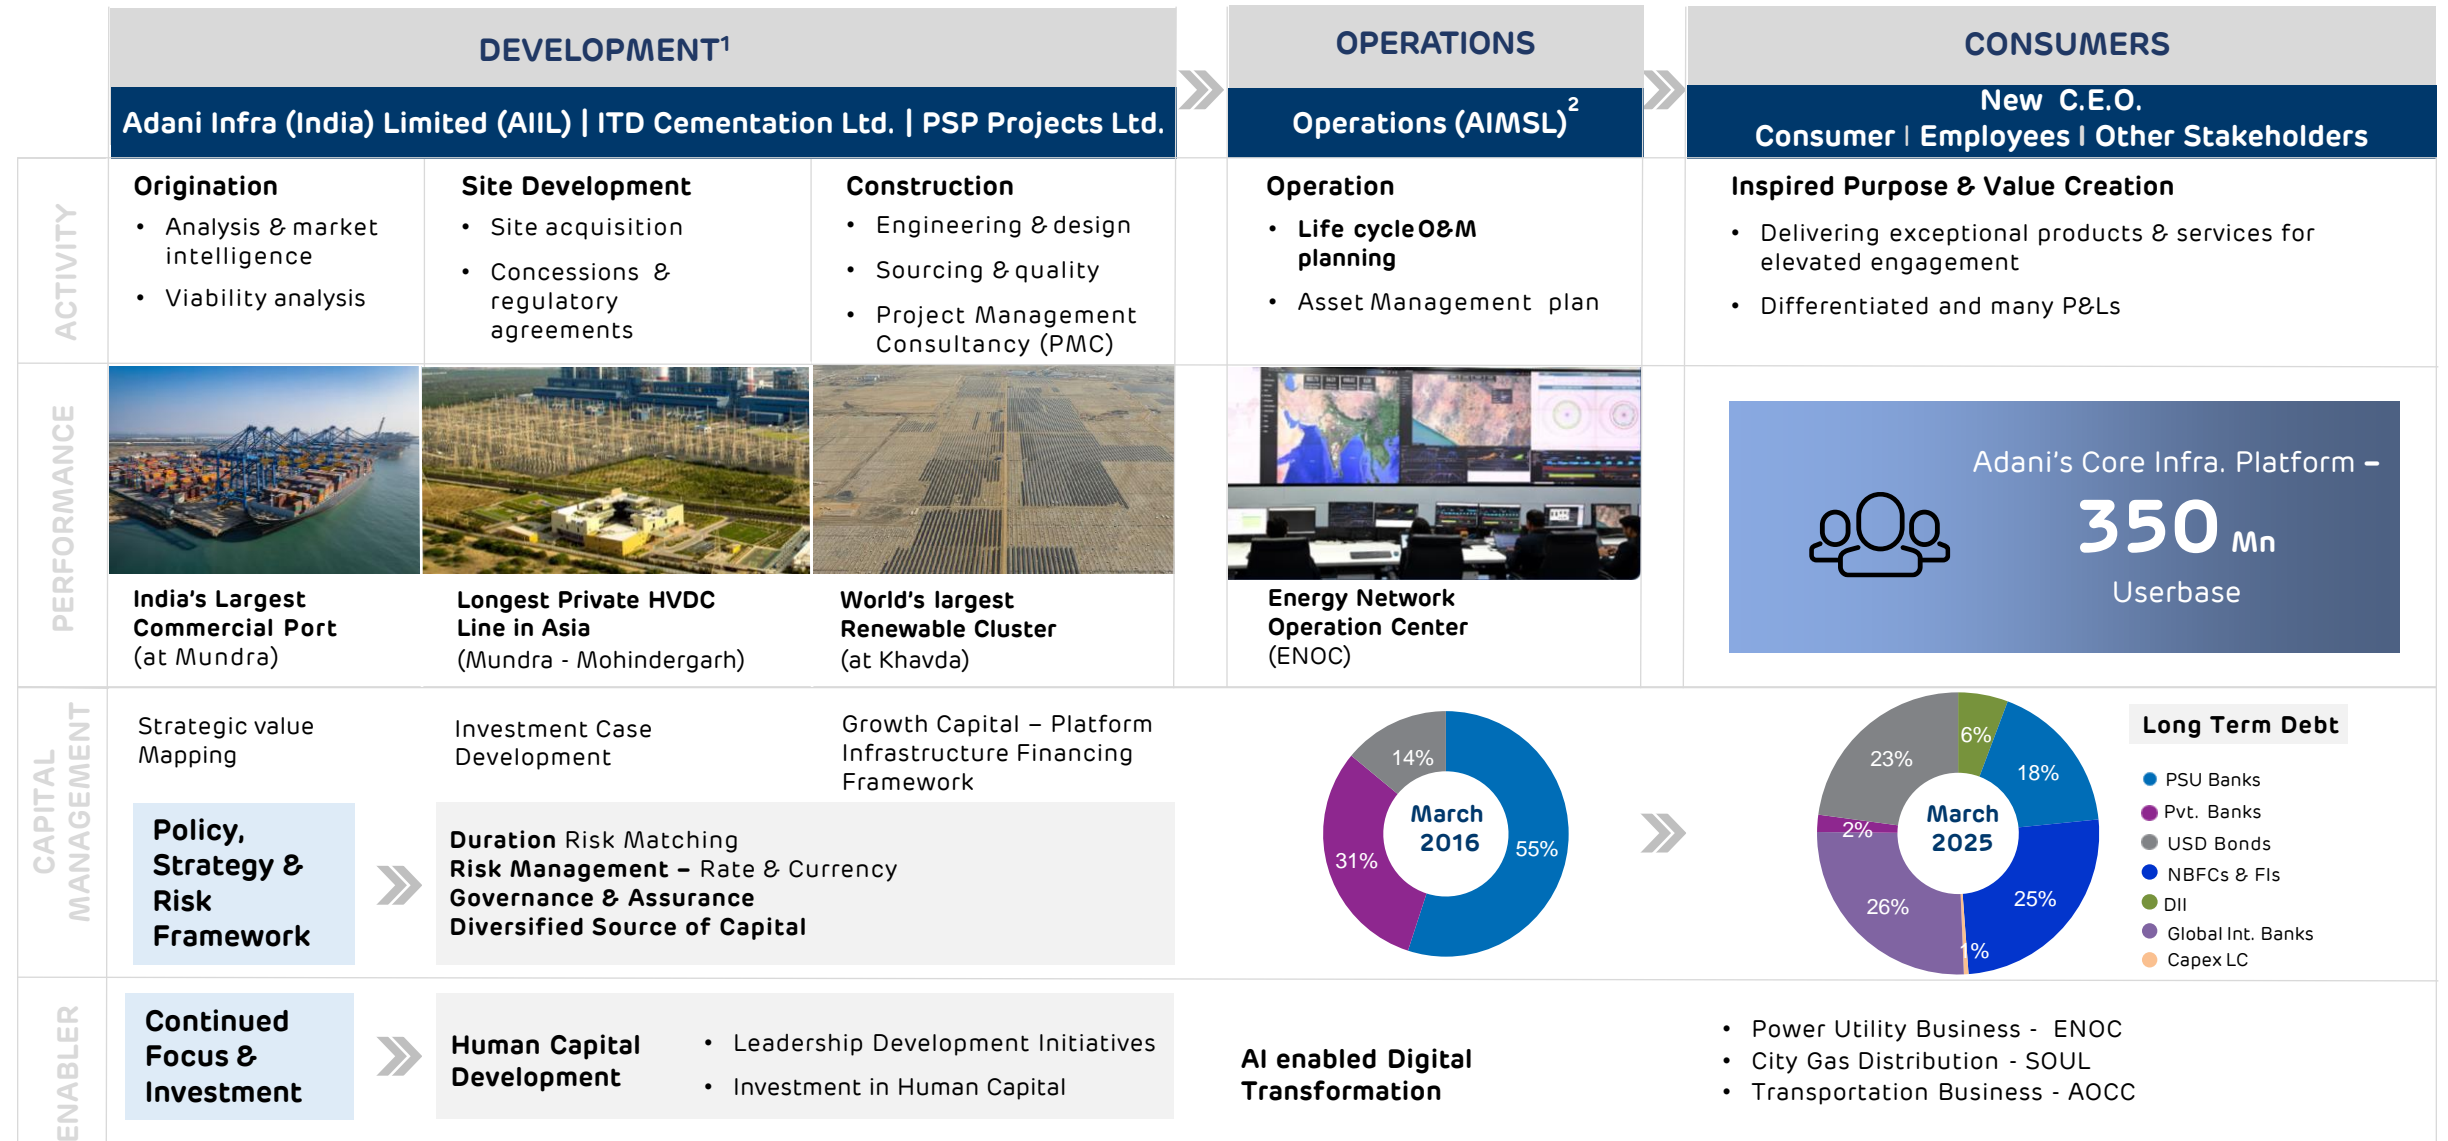 DEVELOPMENT¹
Adani Infra (India) Limited (AIIL) | ITD Cementation Ltd. | PSP Projects Ltd.
OPERATIONS
Operations (AIMSL)²
CONSUMERS
New C.E.O.
Consumer I Employees I Other Stakeholders
ACTIVITY
Origination
• Analysis & market
intelligence
• Viability analysis
Site Development
• Site acquisition
• Concessions &
regulatory
agreements
Construction
• Engineering & design
• Sourcing & quality
• Project Management
Consultancy (PMC)
Operation
• Life cycle O&M
planning
• Asset Management plan
Inspired Purpose & Value Creation
• Delivering exceptional products & services for
elevated engagement
• Differentiated and many P&Ls
PERFORMANCE
India's Largest
Commercial Port
(at Mundra)
Longest Private HVDC
Line in Asia
(Mundra - Mohindergarh)
World's largest
Renewable Cluster
(at Khavda)
Energy Network
Operation Center
(ENOC)
Adani's Core Infra. Platform –
350 Mn
Userbase
CAPITAL
MANAGEMENT
Strategic value
Mapping
Investment Case
Development
Growth Capital – Platform
Infrastructure Financing
Framework
Policy,
Strategy &
Risk
Framework
Duration Risk Matching
Risk Management – Rate & Currency
Governance & Assurance
Diversified Source of Capital
14%
31%
55%
March
2016
6%
18%
25%
1%
26%
2%
23%
March
2025
Long Term Debt
PSU Banks
Pvt. Banks
USD Bonds
NBFCs & FIs
DII
Global Int. Banks
Capex LC
ENABLER
Continued
Focus &
Investment
Human Capital
Development
• Leadership Development Initiatives
• Investment in Human Capital
AI enabled Digital
Transformation
• Power Utility Business - ENOC
• City Gas Distribution - SOUL
• Transportation Business - AOCC